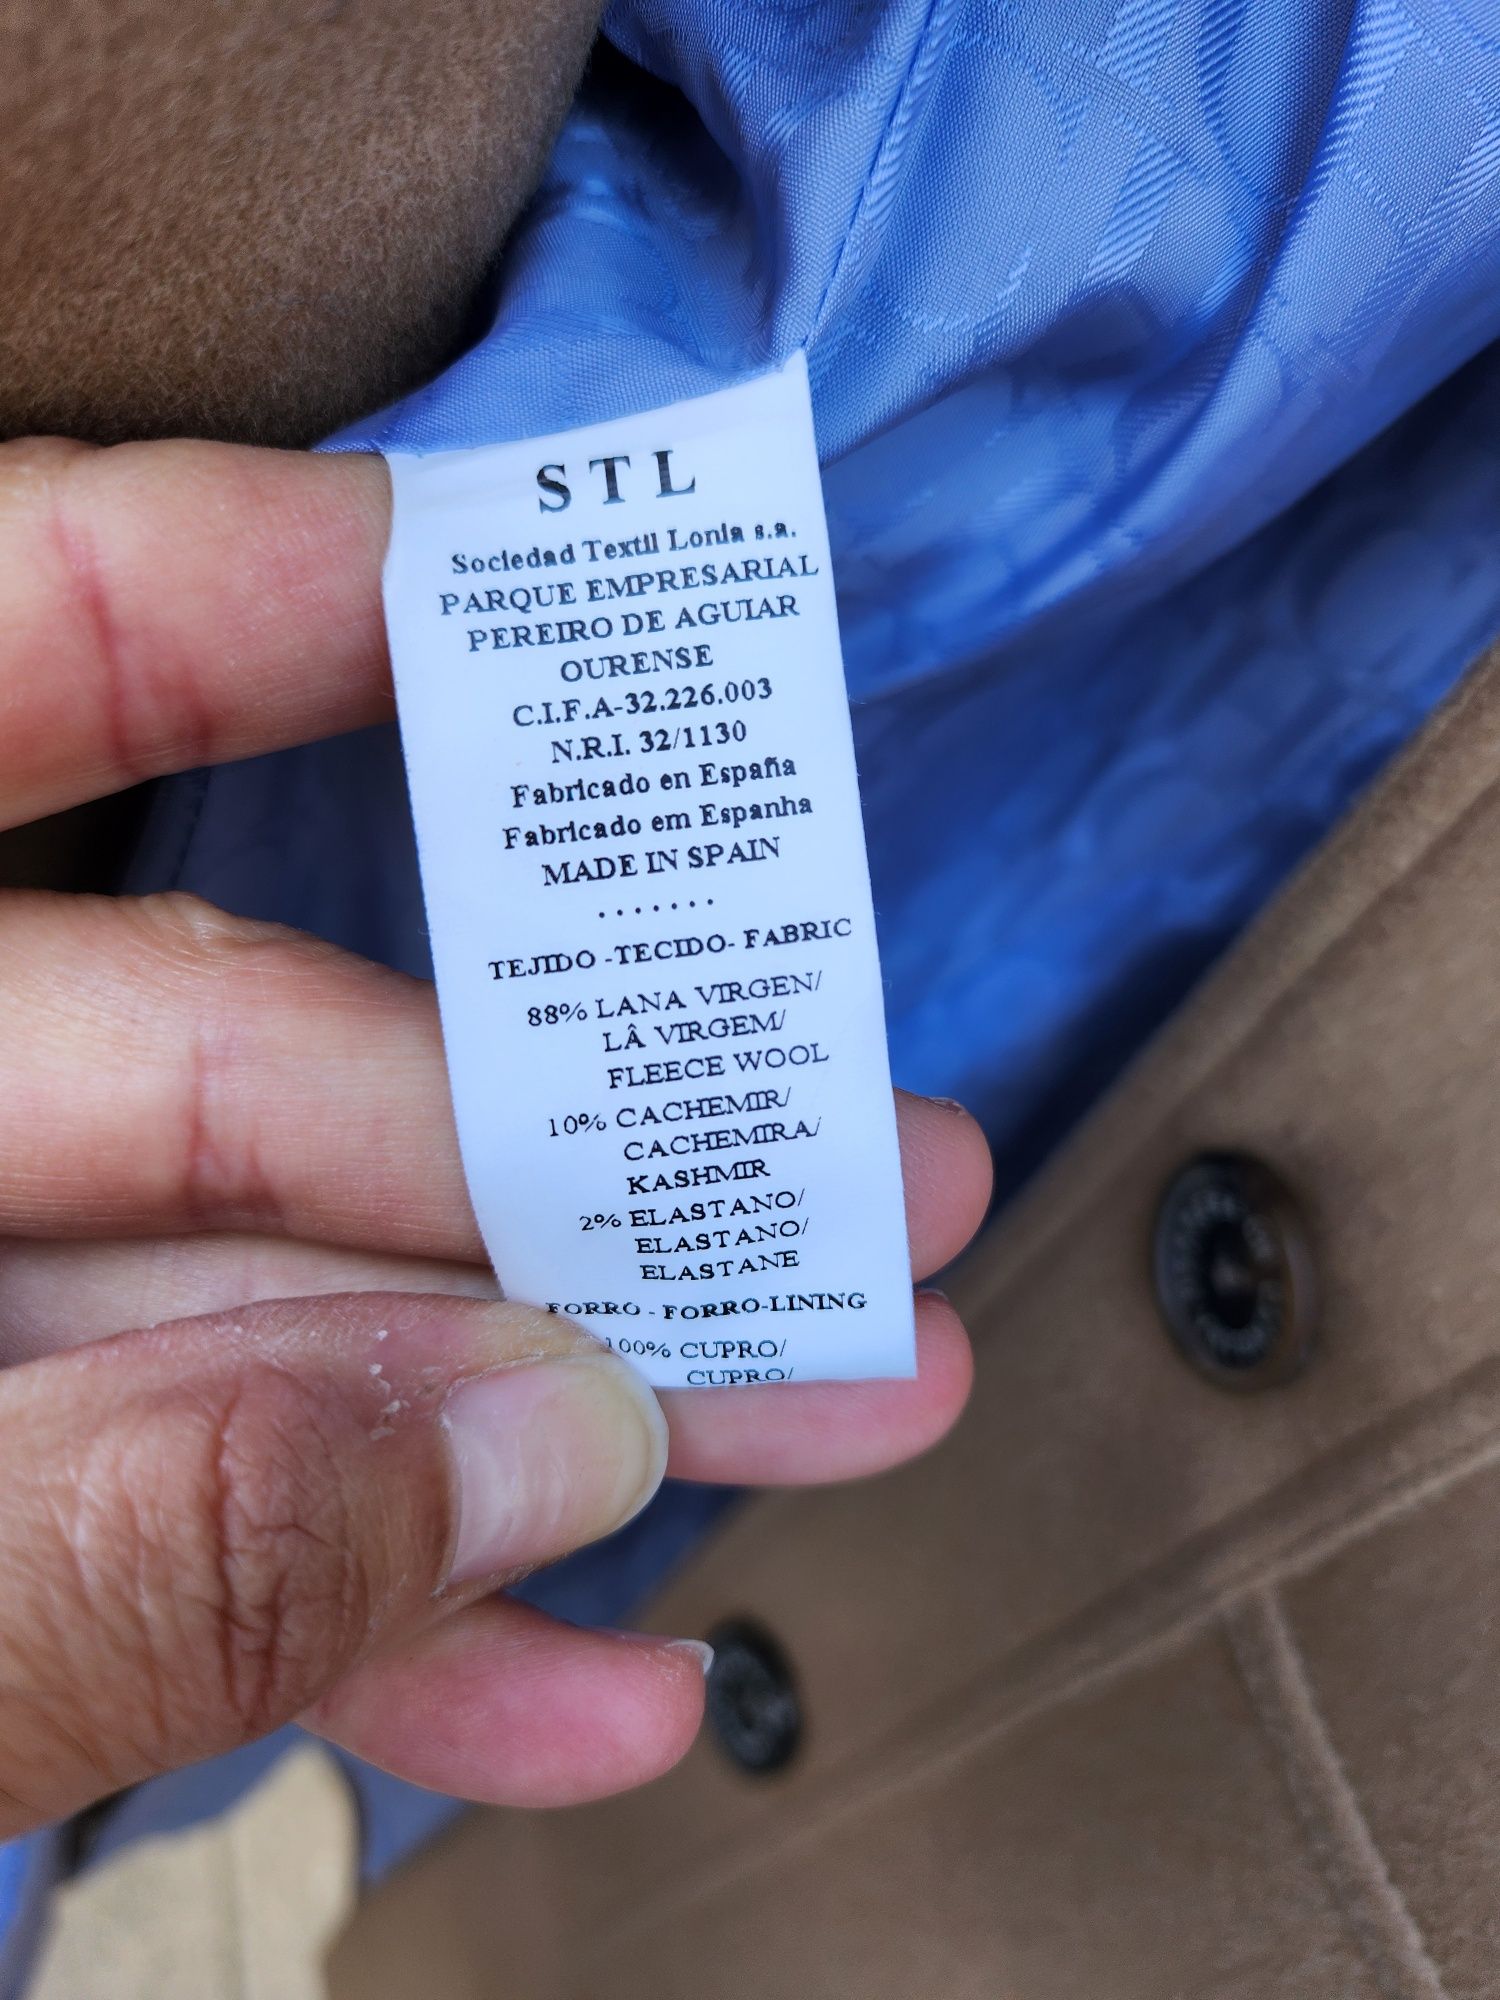 STL
Sociedad Textil Lonia s.a.
PARQUE EMPRESARIAL
PEREIRO DE AGUIAR
OURENSE
C.I.F.A-32.226.003
N.R.I. 32/1130
Fabricado en España
Fabricado em Espanha
MADE IN SPAIN
.......
TEJIDO -TECIDO- FABRIC
88% LANA VIRGEN/
LÂ VIRGEM/
FLEECE WOOL
10% CACHEMIR/
CACHEMIRA/
KASHMIR
2% ELASTANO/
ELASTANO/
ELASTANE
FORRO - FORRO-LINING
100% CUPRO/
CUPRO/